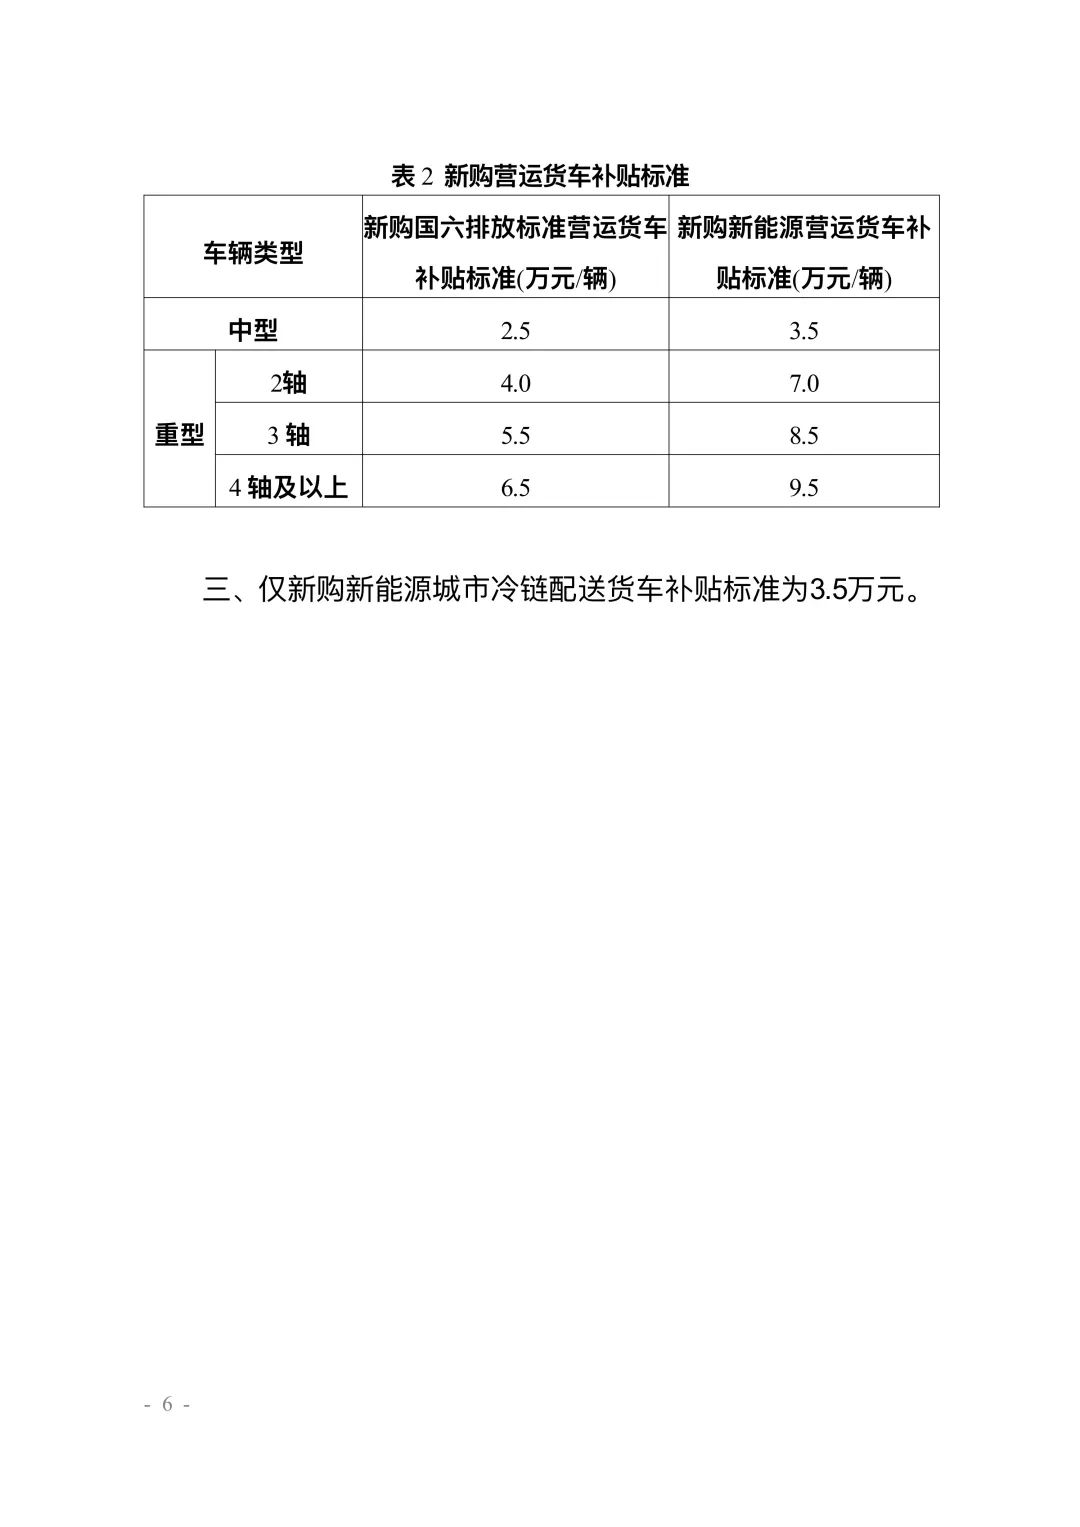 表 2 新购营运货车补贴标准
车辆类型
新购国六排放标准营运货车
补贴标准(万元/辆)
新购新能源营运货车补
贴标准(万元/辆)
中型 2.5 3.5
重型
2轴 4.0 7.0
3 轴 5.5 8.5
4 轴及以上 6.5 9.5
三、仅新购新能源城市冷链配送货车补贴标准为3.5万元。
- 6 -